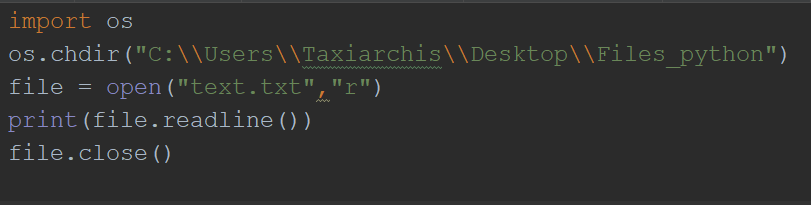 import os
os.chdir("C:\\Users\\Taxiarchis\\Desktop\\Files_python")
file = open("text.txt","r")
print(file.readline())
file.close()